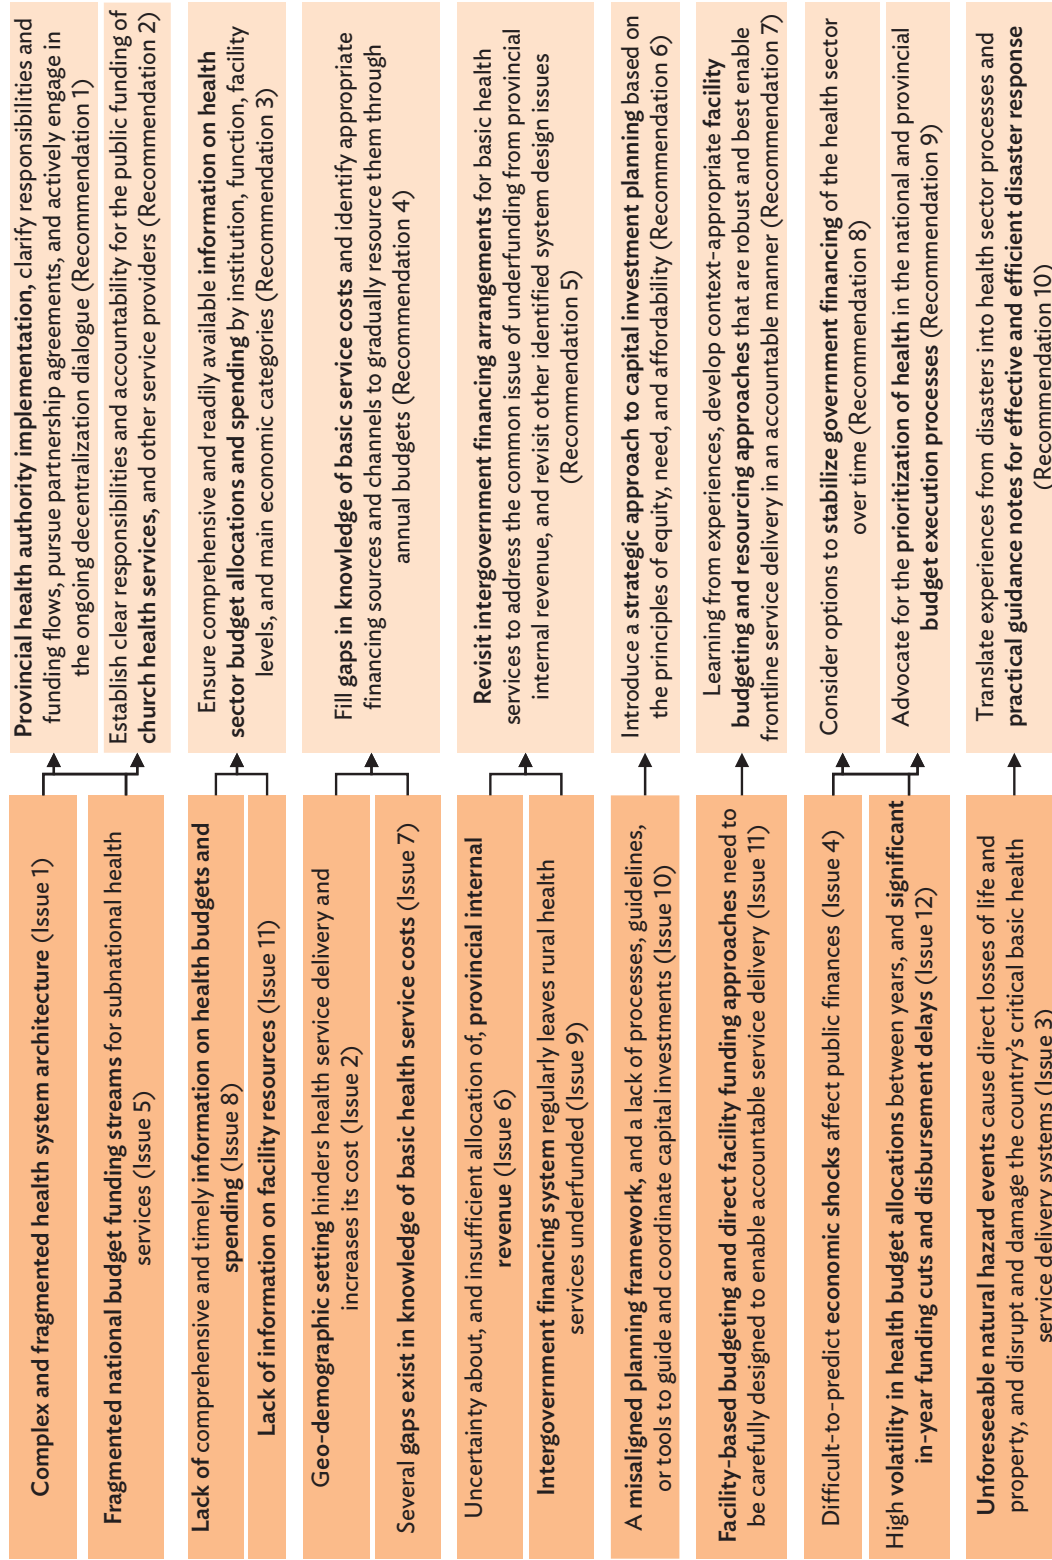 Complex and fragmented health system architecture (Issue 1)
Fragmented national budget funding streams for subnational health
services (Issue 5)
Provincial health authority implementation, clarify responsibilities and
funding flows, pursue partnership agreements, and actively engage in
the ongoing decentralization dialogue (Recommendation 1)
Establish clear responsibilities and accountability for the public funding of
church health services, and other service providers (Recommendation 2)
Lack of comprehensive and timely information on health budgets and
spending (Issue 8)
Lack of information on facility resources (Issue 11)
Ensure comprehensive and readily available information on health
sector budget allocations and spending by institution, function, facility
levels, and main economic categories (Recommendation 3)
Geo-demographic setting hinders health service delivery and
increases its cost (Issue 2)
Several gaps exist in knowledge of basic health service costs (Issue 7)
Fill gaps in knowledge of basic service costs and identify appropriate
financing sources and channels to gradually resource them through
annual budgets (Recommendation 4)
Uncertainty about, and insufficient allocation of, provincial internal
revenue (Issue 6)
Intergovernment financing system regularly leaves rural health
services underfunded (Issue 9)
Revisit intergovernment financing arrangements for basic health
services to address the common issue of underfunding from provincial
internal revenue, and revisit other identified system design issues
(Recommendation 5)
A misaligned planning framework, and a lack of processes, guidelines,
or tools to guide and coordinate capital investments (Issue 10)
Introduce a strategic approach to capital investment planning based on
the principles of equity, need, and affordability (Recommendation 6)
Facility-based budgeting and direct facility funding approaches need to
be carefully designed to enable accountable service delivery (Issue 11)
Learning from experiences, develop context-appropriate facility
budgeting and resourcing approaches that are robust and best enable
frontline service delivery in an accountable manner (Recommendation 7)
Difficult-to-predict economic shocks affect public finances (Issue 4)
High volatility in health budget allocations between years, and significant
in-year funding cuts and disbursement delays (Issue 12)
Consider options to stabilize government financing of the health sector
over time (Recommendation 8)
Advocate for the prioritization of health in the national and provincial
budget execution processes (Recommendation 9)
Unforeseeable natural hazard events cause direct losses of life and
property, and disrupt and damage the country's critical basic health
service delivery systems (Issue 3)
Translate experiences from disasters into health sector processes and
practical guidance notes for effective and efficient disaster response
(Recommendation 10)